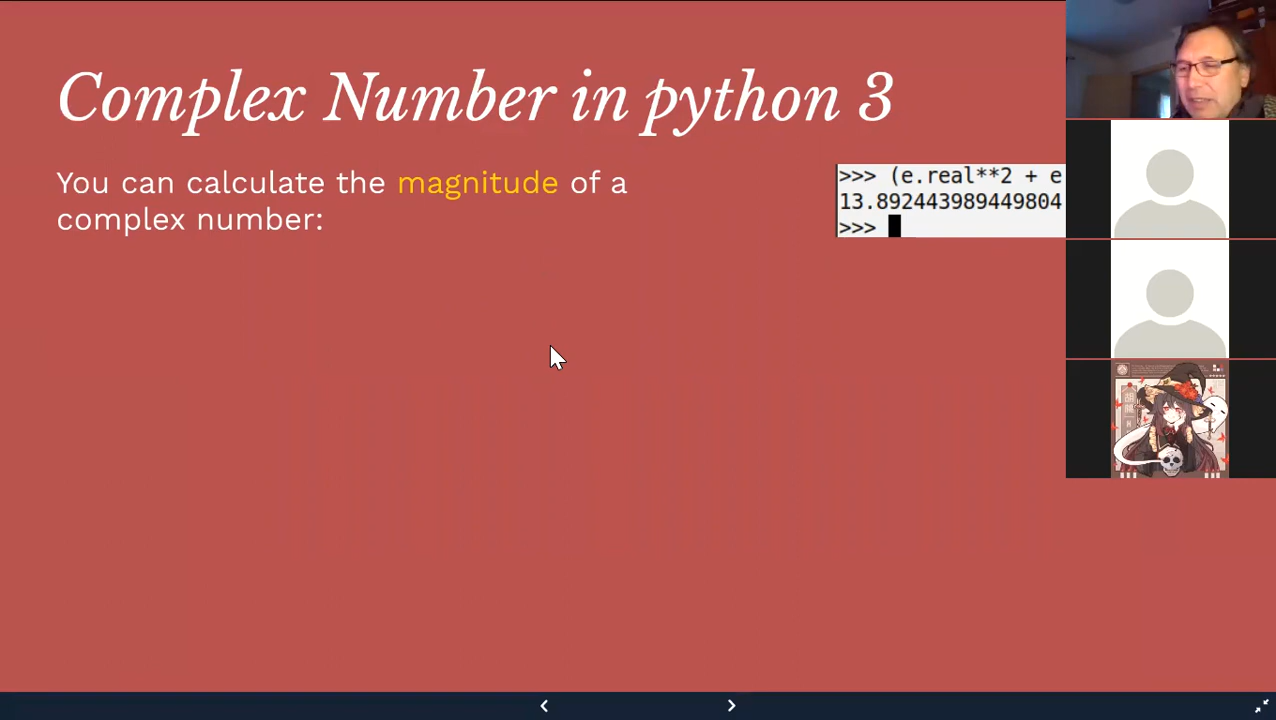 Complex Number in python 3
You can calculate the magnitude of a
complex number:
>>> (e.real**2 + e
13.892443989449804
>>>